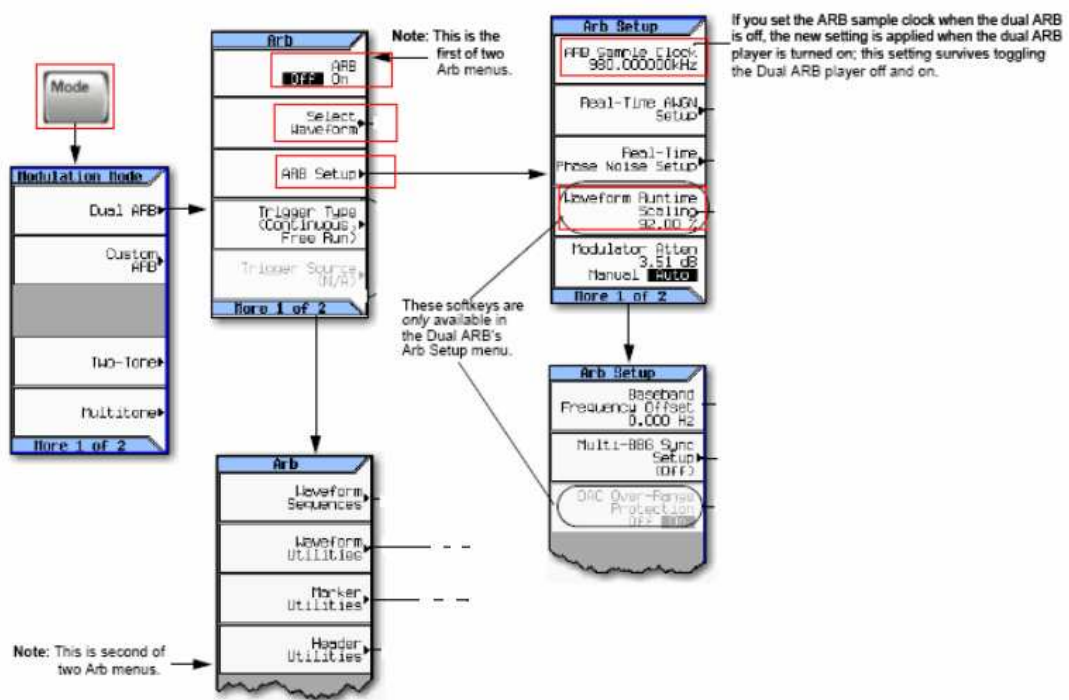 Mode
Modulation Mode
Dual ARB
Custom
ARB
Two-Tone
Multitone
More 1 of 2
Arb
ARB
Off On
Select
Waveform
ARB Setup
Trigger Type
(Continuous,
Free Run)
Trigger Source
(N/A)
More 1 of 2
Note: This is the
first of two
Arb menus.
Arb Setup
ARB Sample Clock
980.000000kHz
Real-Time AWGN
Setup
Real-Time
Phase Noise Setup
Waveform Runtime
Scaling
92.00 %
Modulator Atten
3.51 dB
Manual Auto
More 1 of 2
If you set the ARB sample clock when the dual ARB
is off, the new setting is applied when the dual ARB
player is turned on; this setting survives toggling
the Dual ARB player off and on.
These softkeys are
only available in
the Dual ARB's
Arb Setup menu.
Arb Setup
Baseband
Frequency Offset
0.000 Hz
Multi-BBG Sync
Setup
(Off)
DAC Over-Range
Protection
Off On
Arb
Waveform
Sequences
Waveform
Utilities
Marker
Utilities
Header
Utilities
Note: This is second of
two Arb menus.